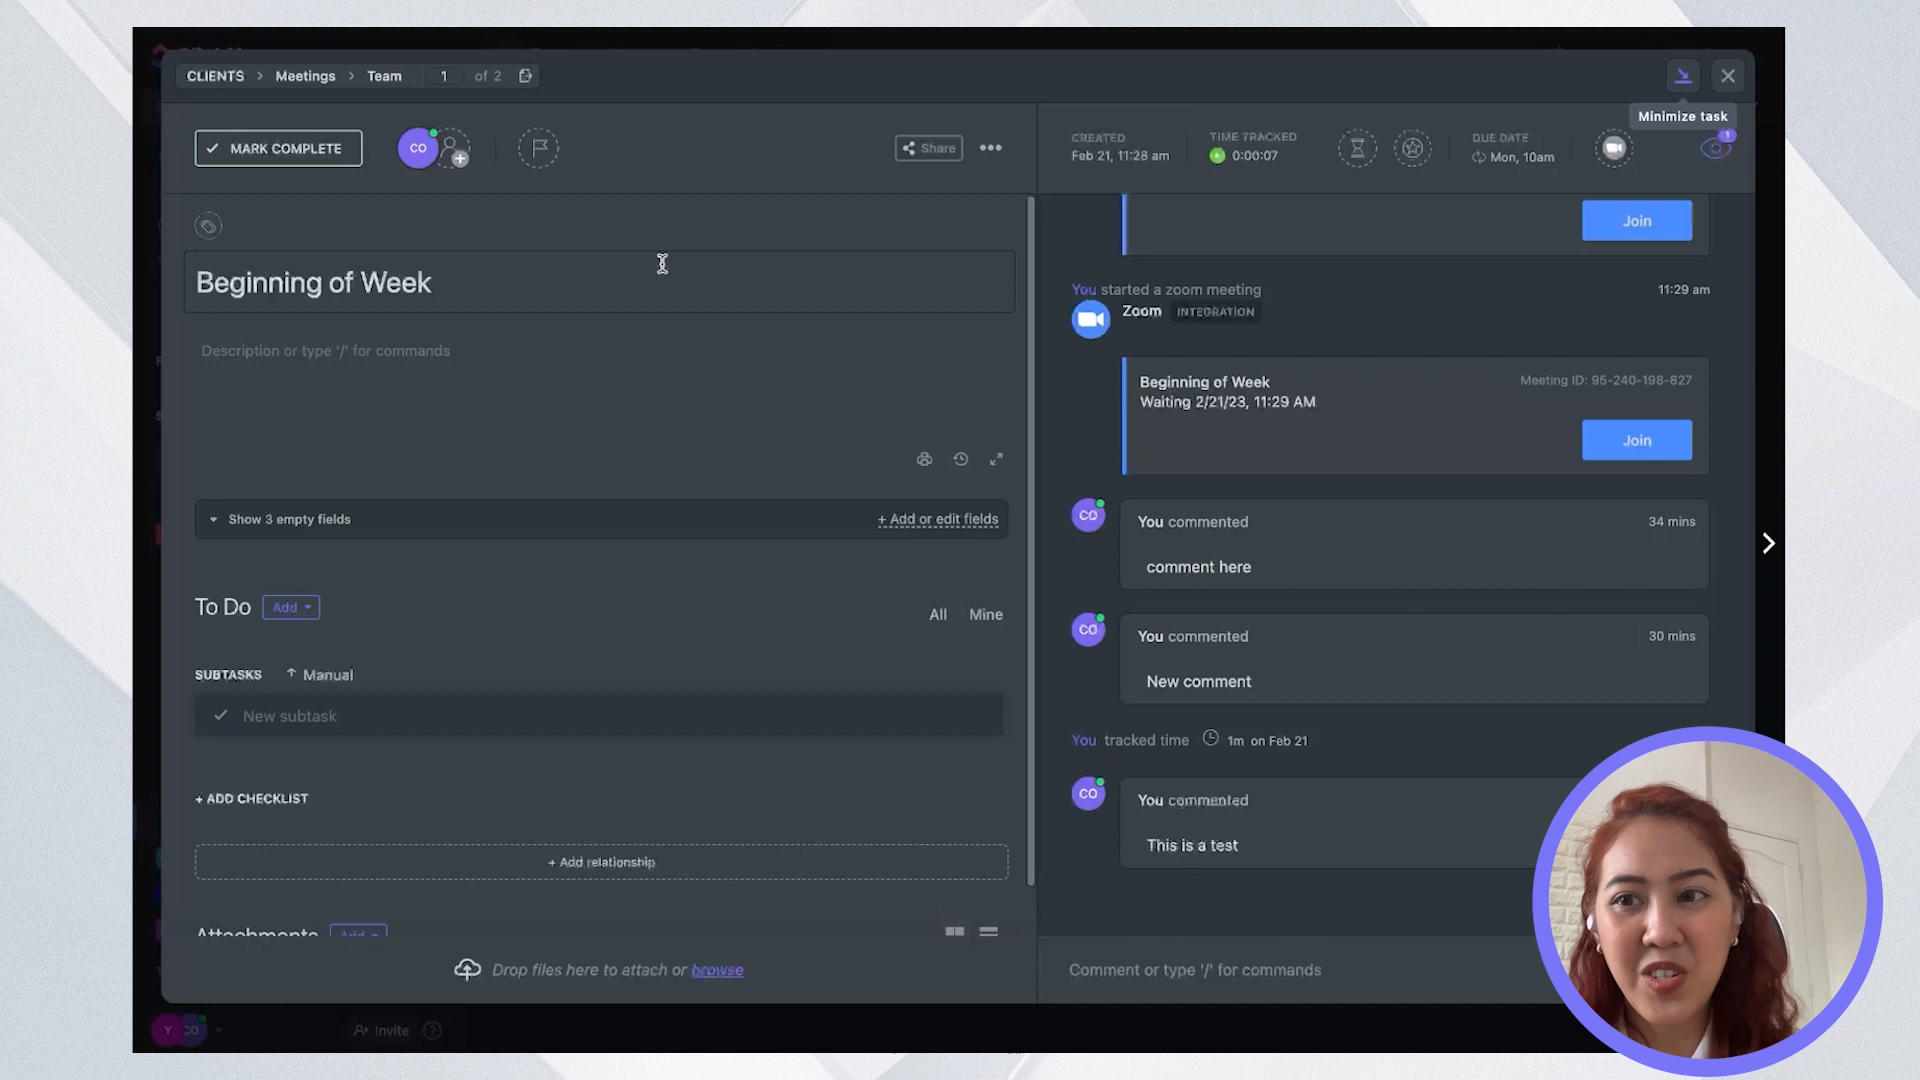 CLIENTS > Meetings > Team 1 of 2
Minimize task
MARK COMPLETE
CO
Share
CREATED
Feb 21, 11:28 am
TIME TRACKED
0:00:07
DUE DATE
Mon, 10am
1
Beginning of Week
Description or type '/' for commands
Show 3 empty fields
+ Add or edit fields
To Do Add
All Mine
SUBTASKS Manual
New subtask
+ ADD CHECKLIST
+ Add relationship
Attachments Add
Drop files here to attach or browse
Join
You started a zoom meeting 11:29 am
Zoom INTEGRATION
Beginning of Week Meeting ID: 95-240-198-827
Waiting 2/21/23, 11:29 AM
Join
CO
You commented 34 mins
comment here
CO
You commented 30 mins
New comment
You tracked time 1m on Feb 21
CO
You commented
This is a test
Comment or type '/' for commands
Y CO
Invite